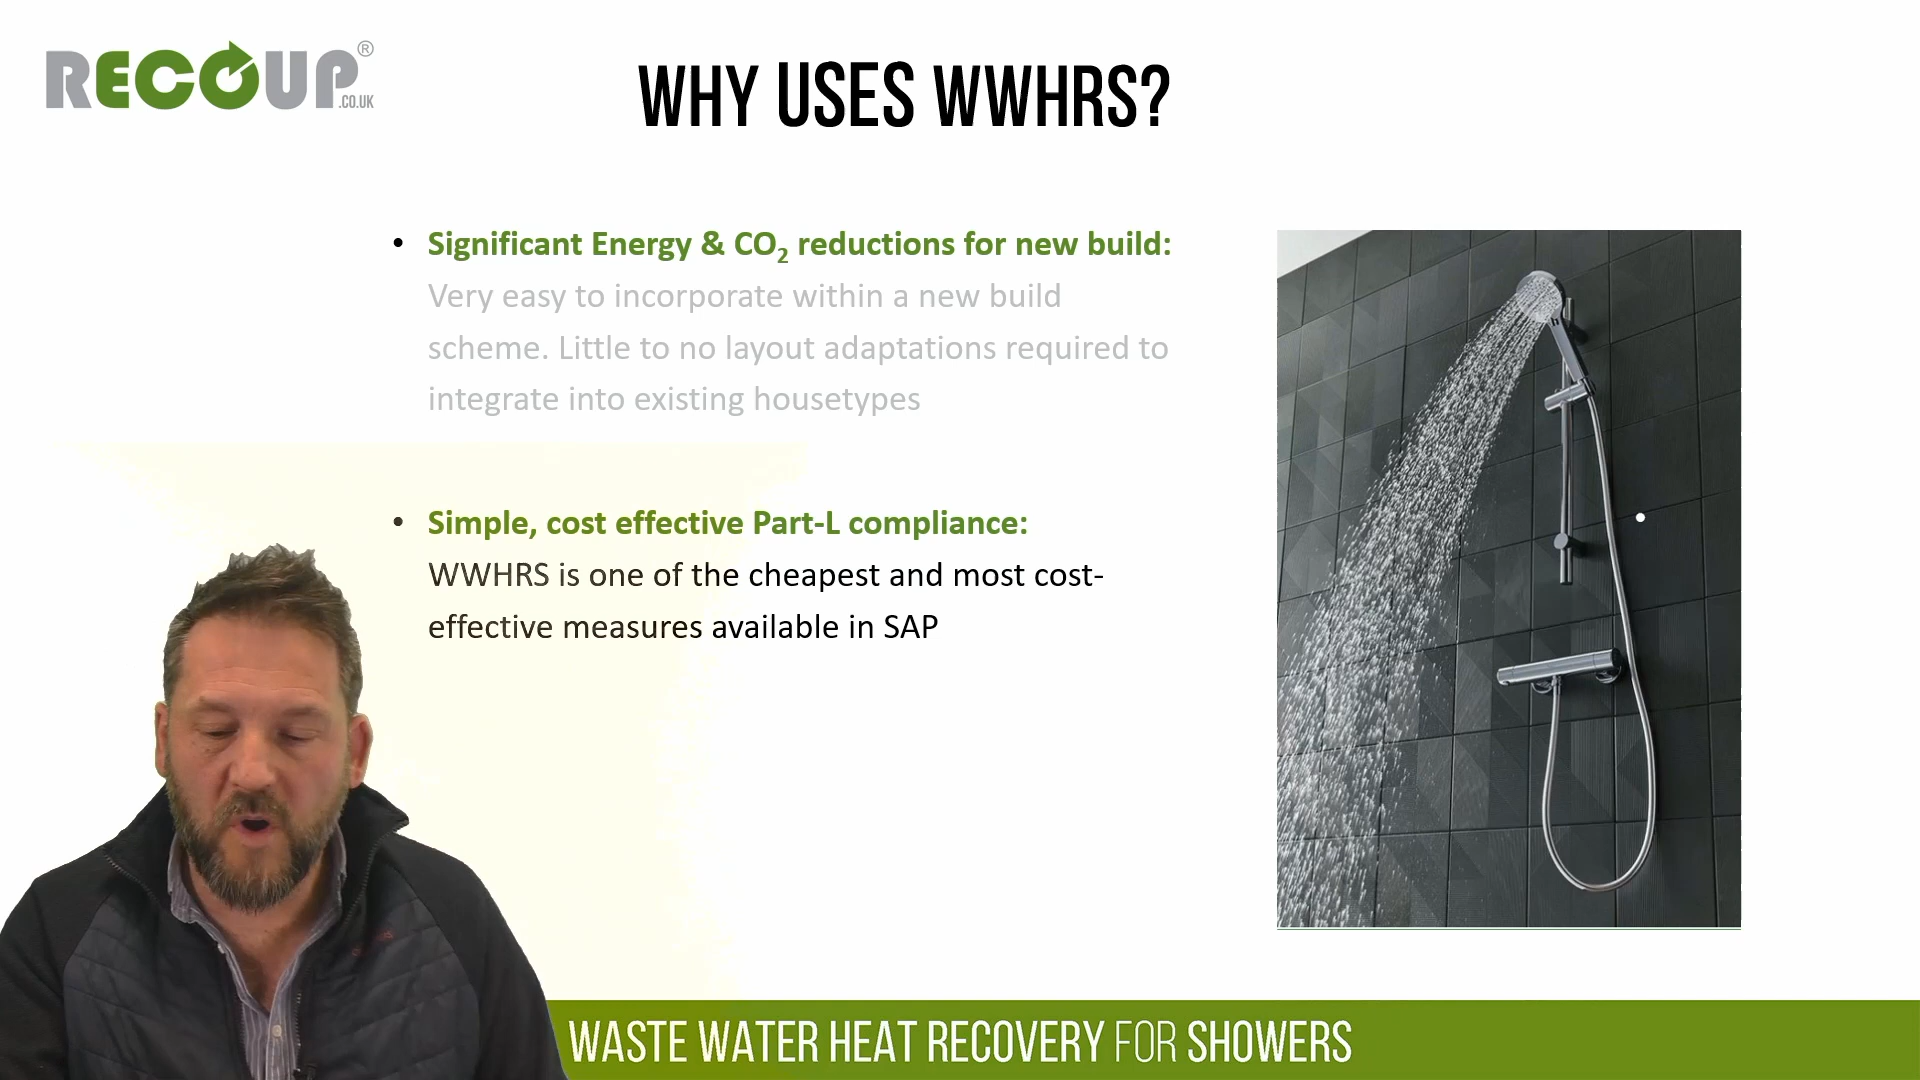 RECOUP®
.CO.UK
WHY USES WWHRS?
• Significant Energy & CO₂ reductions for new build:
Very easy to incorporate within a new build
scheme. Little to no layout adaptations required to
integrate into existing housetypes
• Simple, cost effective Part-L compliance:
WWHRS is one of the cheapest and most cost-
effective measures available in SAP
WASTE WATER HEAT RECOVERY FOR SHOWERS